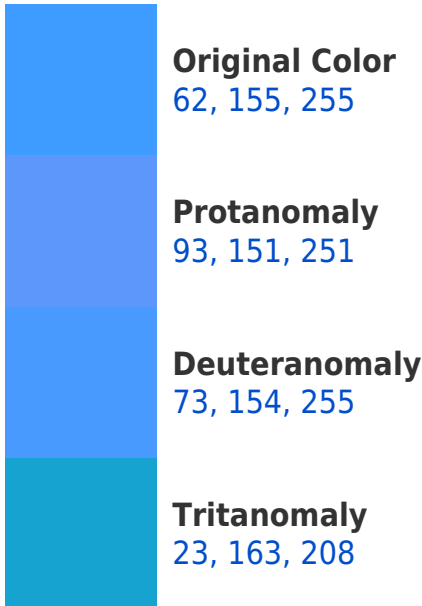 Original Color
62, 155, 255
Protanomaly
93, 151, 251
Deuteranomaly
73, 154, 255
Tritanomaly
23, 163, 208